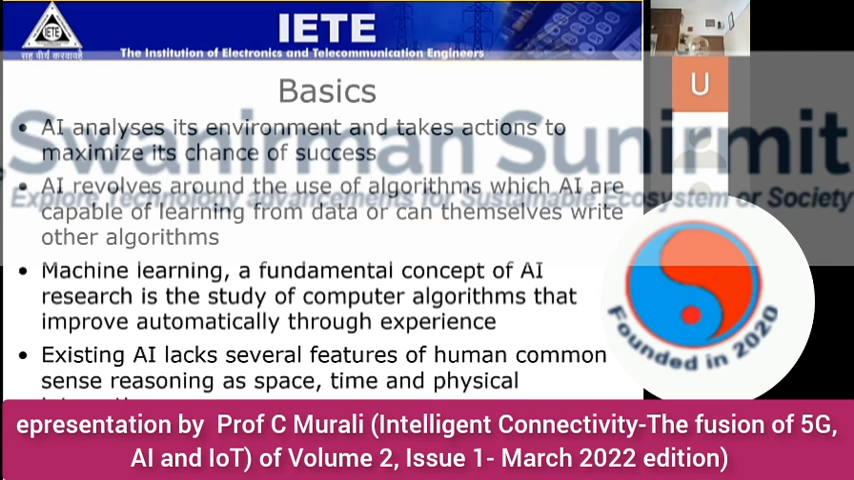 IETE
IETE
सह वीर्यं करवावहे
The Institution of Electronics and Telecommunication Engineers
Basics
U
Swanirman Sunirmit
• AI analyses its environment and takes actions to
maximize its chance of success
Explore Technology advancements for Sustainable Ecosystem or Society
• AI revolves around the use of algorithms which AI are
capable of learning from data or can themselves write
other algorithms
• Machine learning, a fundamental concept of AI
research is the study of computer algorithms that
improve automatically through experience
• Existing AI lacks several features of human common
sense reasoning as space, time and physical
Founded in 2020
epresentation by Prof C Murali (Intelligent Connectivity-The fusion of 5G,
AI and IoT) of Volume 2, Issue 1- March 2022 edition)